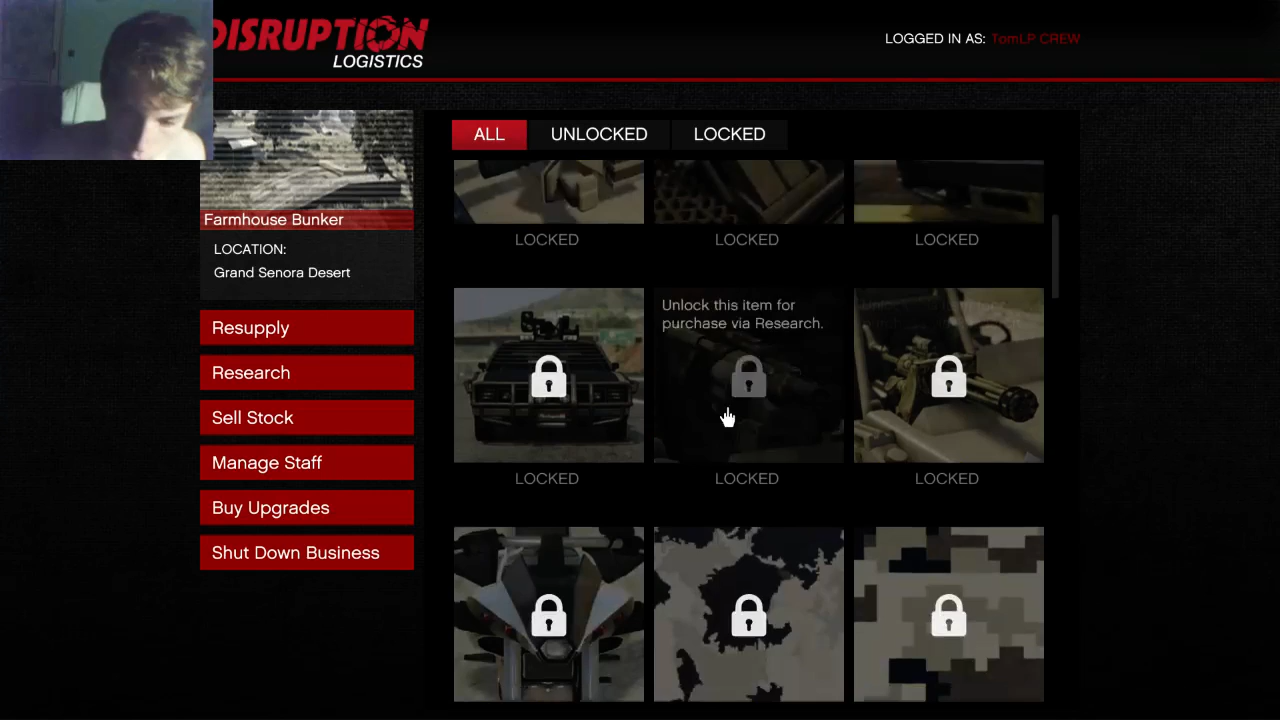 DISRUPTION
LOGISTICS
LOGGED IN AS: TomLP CREW
Farmhouse Bunker
LOCATION:
Grand Senora Desert
Resupply
Research
Sell Stock
Manage Staff
Buy Upgrades
Shut Down Business
ALL UNLOCKED LOCKED
LOCKED LOCKED LOCKED
Unlock this item for
purchase via Research.
LOCKED LOCKED LOCKED